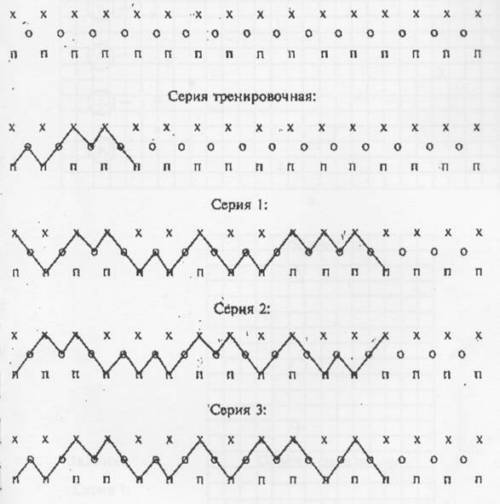 х х х х х х х х х х х х х х х х
о о о о о о о о о о о о о о о
п п п п п п п п п п п п п п п п
Серия тренировочная:
х х х х х х х х х х х х х х х х
о о о о о о о о о о о о о о о
п п п п п п п п п п п п п п п п
Серия 1:
х х х х х х х х х х х х х х х х
о о о о о о о о о о о о о о о
п п п п п п п п п п п п п п п п
Серия 2:
х х х х х х х х х х х х х х х х
о о о о о о о о о о о о о о о
п п п п п п п п п п п п п п п п
Серия 3:
х х х х х х х х х х х х х х х х
о о о о о о о о о о о о о о о
п п п п п п п п п п п п п п п п